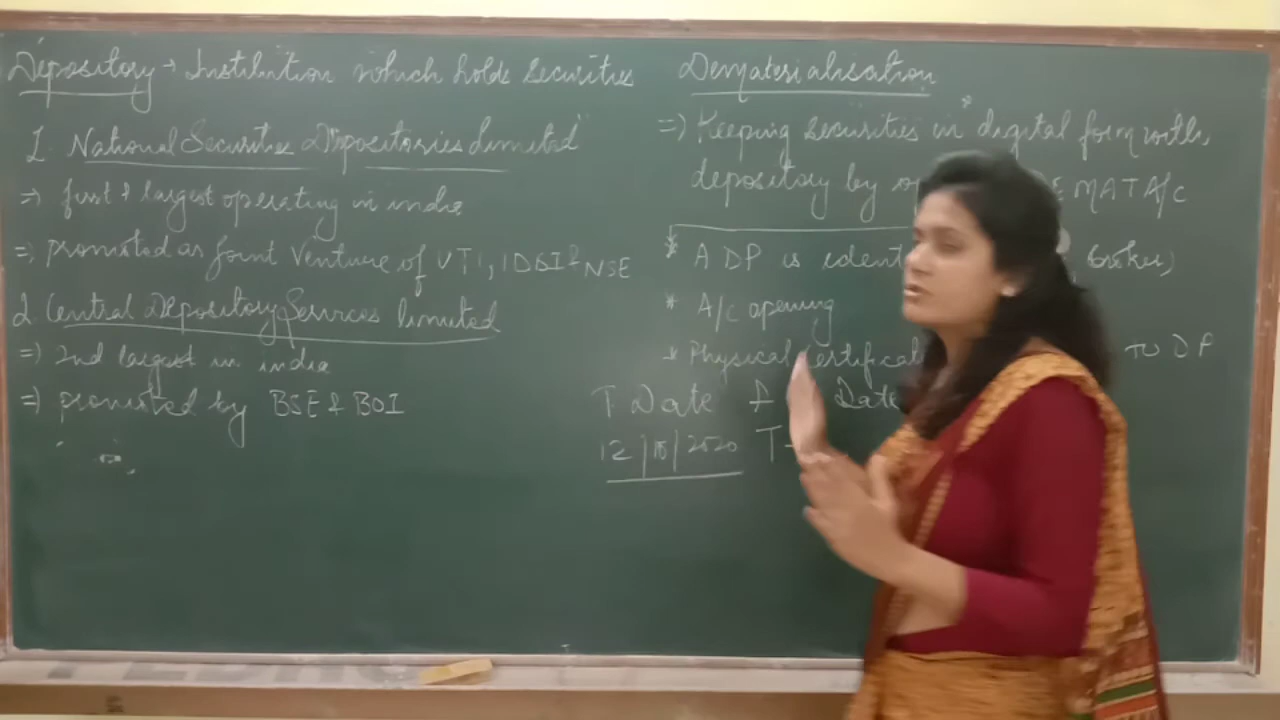 Depository → Institution which holds securities
1. National Securities Depositories Limited
=> first & largest operating in india
=> promoted as Joint Venture of UTI, IDBI & NSE
2. Central Depository Services limited
=> 2nd largest in india
=> promoted by BSE & BOI
Dematerialisation
=> Keeping securities in digital form with
depository by DEMAT A/c
* A DP is broker)
* A/c opening
* Physical to DP
T Date & Date
12/10/2020 T